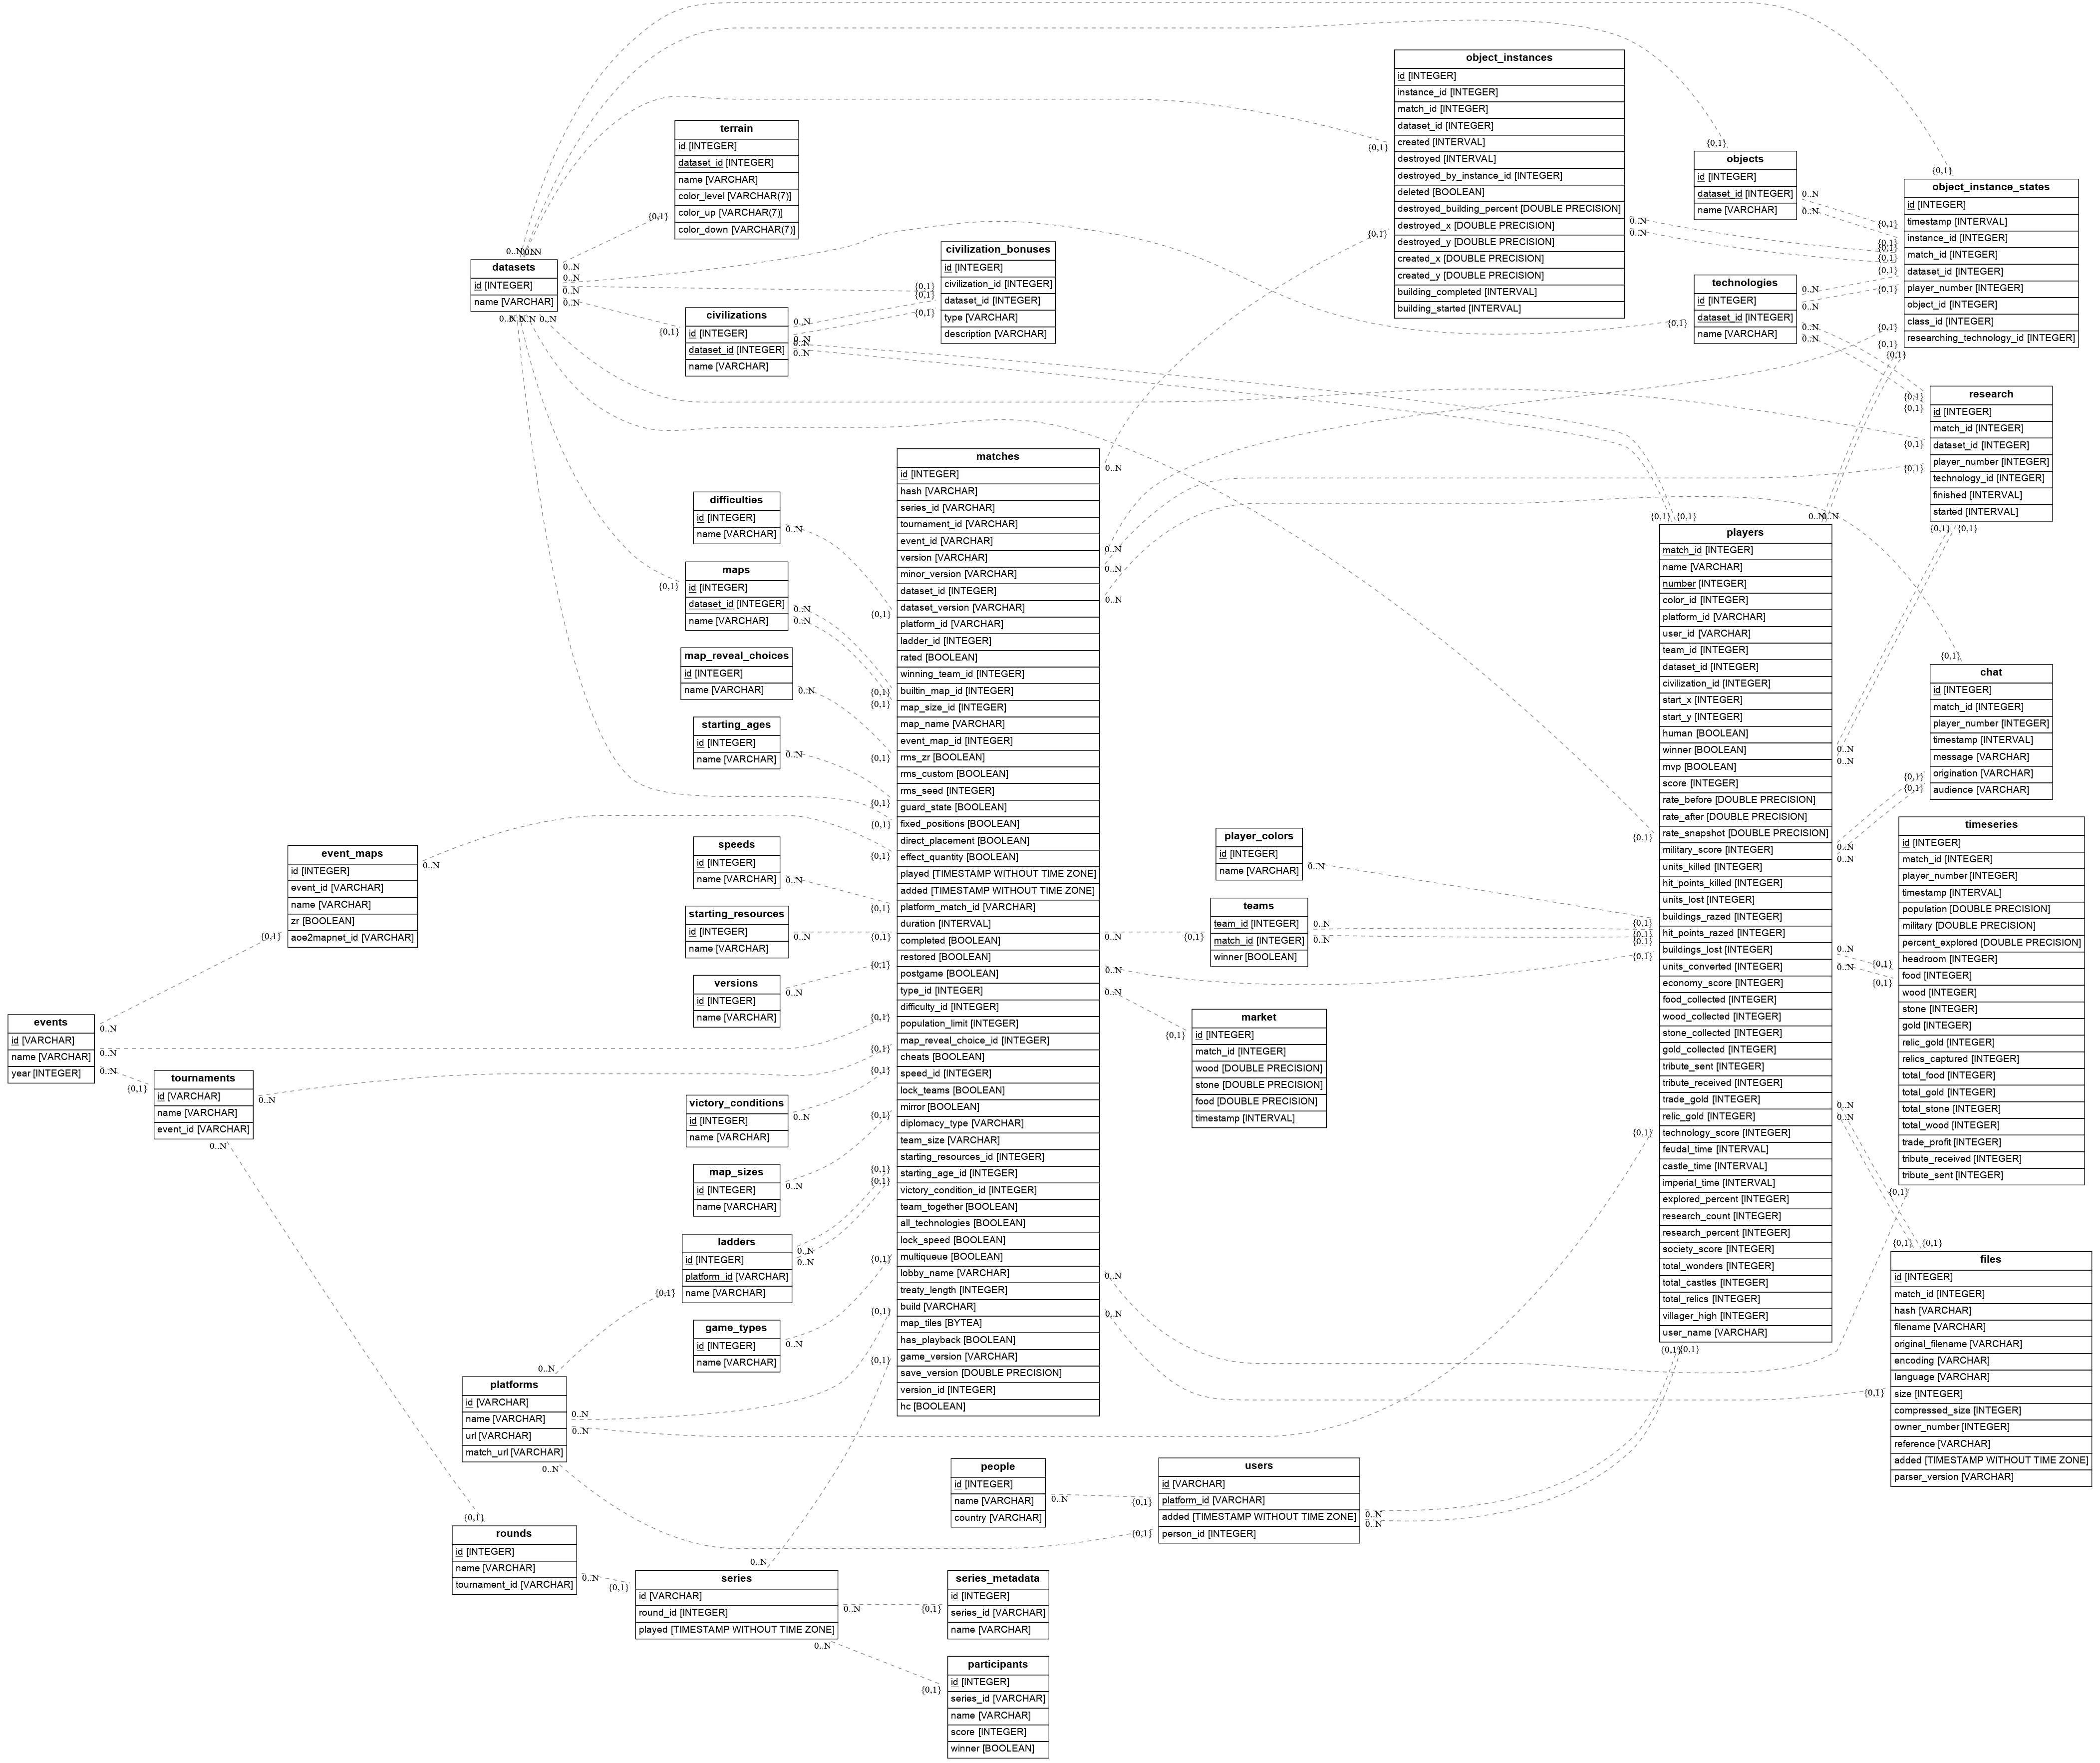 object_instances
id [INTEGER]
instance_id [INTEGER]
match_id [INTEGER]
dataset_id [INTEGER]
created [INTERVAL]
destroyed [INTERVAL]
destroyed_by_instance_id [INTEGER]
deleted [BOOLEAN]
destroyed_building_percent [DOUBLE PRECISION]
destroyed_x [DOUBLE PRECISION]
destroyed_y [DOUBLE PRECISION]
created_x [DOUBLE PRECISION]
created_y [DOUBLE PRECISION]
building_completed [INTERVAL]
building_started [INTERVAL]
terrain
id [INTEGER]
dataset_id [INTEGER]
name [VARCHAR]
color_level [VARCHAR(7)]
color_up [VARCHAR(7)]
color_down [VARCHAR(7)]
objects
id [INTEGER]
dataset_id [INTEGER]
name [VARCHAR]
object_instance_states
id [INTEGER]
timestamp [INTERVAL]
instance_id [INTEGER]
match_id [INTEGER]
dataset_id [INTEGER]
player_number [INTEGER]
object_id [INTEGER]
class_id [INTEGER]
researching_technology_id [INTEGER]
datasets
id [INTEGER]
name [VARCHAR]
civilization_bonuses
id [INTEGER]
civilization_id [INTEGER]
dataset_id [INTEGER]
type [VARCHAR]
description [VARCHAR]
technologies
id [INTEGER]
dataset_id [INTEGER]
name [VARCHAR]
civilizations
id [INTEGER]
dataset_id [INTEGER]
name [VARCHAR]
research
id [INTEGER]
match_id [INTEGER]
dataset_id [INTEGER]
player_number [INTEGER]
technology_id [INTEGER]
finished [INTERVAL]
started [INTERVAL]
matches
id [INTEGER]
hash [VARCHAR]
series_id [VARCHAR]
tournament_id [VARCHAR]
event_id [VARCHAR]
version [VARCHAR]
minor_version [VARCHAR]
dataset_id [INTEGER]
dataset_version [VARCHAR]
platform_id [VARCHAR]
ladder_id [INTEGER]
rated [BOOLEAN]
winning_team_id [INTEGER]
builtin_map_id [INTEGER]
map_size_id [INTEGER]
map_name [VARCHAR]
event_map_id [INTEGER]
rms_zr [BOOLEAN]
rms_custom [BOOLEAN]
rms_seed [INTEGER]
guard_state [BOOLEAN]
fixed_positions [BOOLEAN]
direct_placement [BOOLEAN]
effect_quantity [BOOLEAN]
played [TIMESTAMP WITHOUT TIME ZONE]
added [TIMESTAMP WITHOUT TIME ZONE]
platform_match_id [VARCHAR]
duration [INTERVAL]
completed [BOOLEAN]
restored [BOOLEAN]
postgame [BOOLEAN]
type_id [INTEGER]
difficulty_id [INTEGER]
population_limit [INTEGER]
map_reveal_choice_id [INTEGER]
cheats [BOOLEAN]
speed_id [INTEGER]
lock_teams [BOOLEAN]
mirror [BOOLEAN]
diplomacy_type [VARCHAR]
team_size [VARCHAR]
starting_resources_id [INTEGER]
starting_age_id [INTEGER]
victory_condition_id [INTEGER]
team_together [BOOLEAN]
all_technologies [BOOLEAN]
lock_speed [BOOLEAN]
multiqueue [BOOLEAN]
lobby_name [VARCHAR]
treaty_length [INTEGER]
build [VARCHAR]
map_tiles [BYTEA]
has_playback [BOOLEAN]
game_version [VARCHAR]
save_version [DOUBLE PRECISION]
version_id [INTEGER]
hc [BOOLEAN]
difficulties
id [INTEGER]
name [VARCHAR]
maps
id [INTEGER]
dataset_id [INTEGER]
name [VARCHAR]
map_reveal_choices
id [INTEGER]
name [VARCHAR]
starting_ages
id [INTEGER]
name [VARCHAR]
speeds
id [INTEGER]
name [VARCHAR]
starting_resources
id [INTEGER]
name [VARCHAR]
versions
id [INTEGER]
name [VARCHAR]
victory_conditions
id [INTEGER]
name [VARCHAR]
map_sizes
id [INTEGER]
name [VARCHAR]
ladders
id [INTEGER]
platform_id [VARCHAR]
name [VARCHAR]
game_types
id [INTEGER]
name [VARCHAR]
players
match_id [INTEGER]
name [VARCHAR]
number [INTEGER]
color_id [INTEGER]
platform_id [VARCHAR]
user_id [VARCHAR]
team_id [INTEGER]
dataset_id [INTEGER]
civilization_id [INTEGER]
start_x [INTEGER]
start_y [INTEGER]
human [BOOLEAN]
winner [BOOLEAN]
mvp [BOOLEAN]
score [INTEGER]
rate_before [DOUBLE PRECISION]
rate_after [DOUBLE PRECISION]
rate_snapshot [DOUBLE PRECISION]
military_score [INTEGER]
units_killed [INTEGER]
hit_points_killed [INTEGER]
units_lost [INTEGER]
buildings_razed [INTEGER]
hit_points_razed [INTEGER]
buildings_lost [INTEGER]
units_converted [INTEGER]
economy_score [INTEGER]
food_collected [INTEGER]
wood_collected [INTEGER]
stone_collected [INTEGER]
gold_collected [INTEGER]
tribute_sent [INTEGER]
tribute_received [INTEGER]
trade_gold [INTEGER]
relic_gold [INTEGER]
technology_score [INTEGER]
feudal_time [INTERVAL]
castle_time [INTERVAL]
imperial_time [INTERVAL]
explored_percent [INTEGER]
research_count [INTEGER]
research_percent [INTEGER]
society_score [INTEGER]
total_wonders [INTEGER]
total_castles [INTEGER]
total_relics [INTEGER]
villager_high [INTEGER]
user_name [VARCHAR]
chat
id [INTEGER]
match_id [INTEGER]
player_number [INTEGER]
timestamp [INTERVAL]
message [VARCHAR]
origination [VARCHAR]
audience [VARCHAR]
timeseries
id [INTEGER]
match_id [INTEGER]
player_number [INTEGER]
timestamp [INTERVAL]
population [DOUBLE PRECISION]
military [DOUBLE PRECISION]
percent_explored [DOUBLE PRECISION]
headroom [INTEGER]
food [INTEGER]
wood [INTEGER]
stone [INTEGER]
gold [INTEGER]
relic_gold [INTEGER]
relics_captured [INTEGER]
total_food [INTEGER]
total_gold [INTEGER]
total_stone [INTEGER]
total_wood [INTEGER]
trade_profit [INTEGER]
tribute_received [INTEGER]
tribute_sent [INTEGER]
player_colors
id [INTEGER]
name [VARCHAR]
teams
team_id [INTEGER]
match_id [INTEGER]
winner [BOOLEAN]
market
id [INTEGER]
match_id [INTEGER]
wood [DOUBLE PRECISION]
stone [DOUBLE PRECISION]
food [DOUBLE PRECISION]
timestamp [INTERVAL]
event_maps
id [INTEGER]
event_id [VARCHAR]
name [VARCHAR]
zr [BOOLEAN]
aoe2mapnet_id [VARCHAR]
events
id [VARCHAR]
name [VARCHAR]
year [INTEGER]
tournaments
id [VARCHAR]
name [VARCHAR]
event_id [VARCHAR]
files
id [INTEGER]
match_id [INTEGER]
hash [VARCHAR]
filename [VARCHAR]
original_filename [VARCHAR]
encoding [VARCHAR]
language [VARCHAR]
size [INTEGER]
compressed_size [INTEGER]
owner_number [INTEGER]
reference [VARCHAR]
added [TIMESTAMP WITHOUT TIME ZONE]
parser_version [VARCHAR]
platforms
id [VARCHAR]
name [VARCHAR]
url [VARCHAR]
match_url [VARCHAR]
people
id [INTEGER]
name [VARCHAR]
country [VARCHAR]
users
id [VARCHAR]
platform_id [VARCHAR]
added [TIMESTAMP WITHOUT TIME ZONE]
person_id [INTEGER]
rounds
id [INTEGER]
name [VARCHAR]
tournament_id [VARCHAR]
series
id [VARCHAR]
round_id [INTEGER]
played [TIMESTAMP WITHOUT TIME ZONE]
series_metadata
id [INTEGER]
series_id [VARCHAR]
name [VARCHAR]
participants
id [INTEGER]
series_id [VARCHAR]
name [VARCHAR]
score [INTEGER]
winner [BOOLEAN]